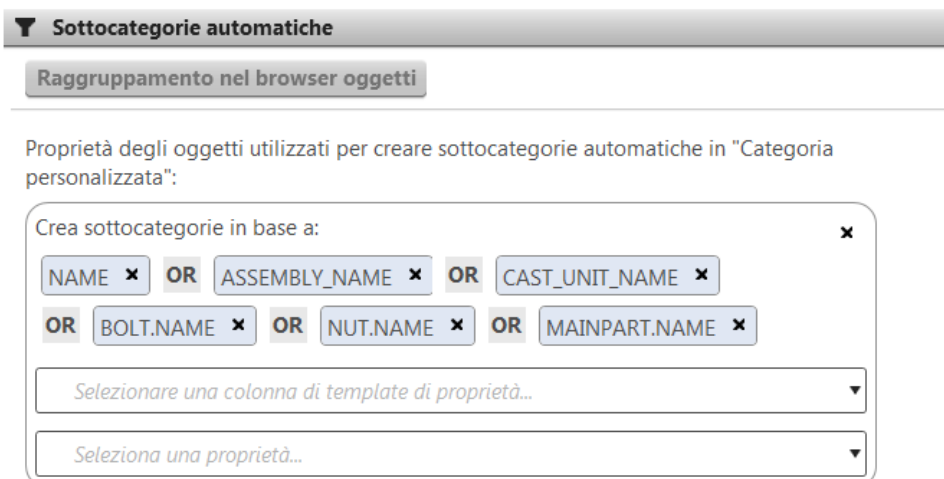 Sottocategorie automatiche
Raggruppamento nel browser oggetti
Proprietà degli oggetti utilizzati per creare sottocategorie automatiche in "Categoria
personalizzata":
Crea sottocategorie in base a:
NAME OR ASSEMBLY_NAME OR CAST_UNIT_NAME
OR BOLT.NAME OR NUT.NAME OR MAINPART.NAME
Selezionare una colonna di template di proprietà...
Seleziona una proprietà...